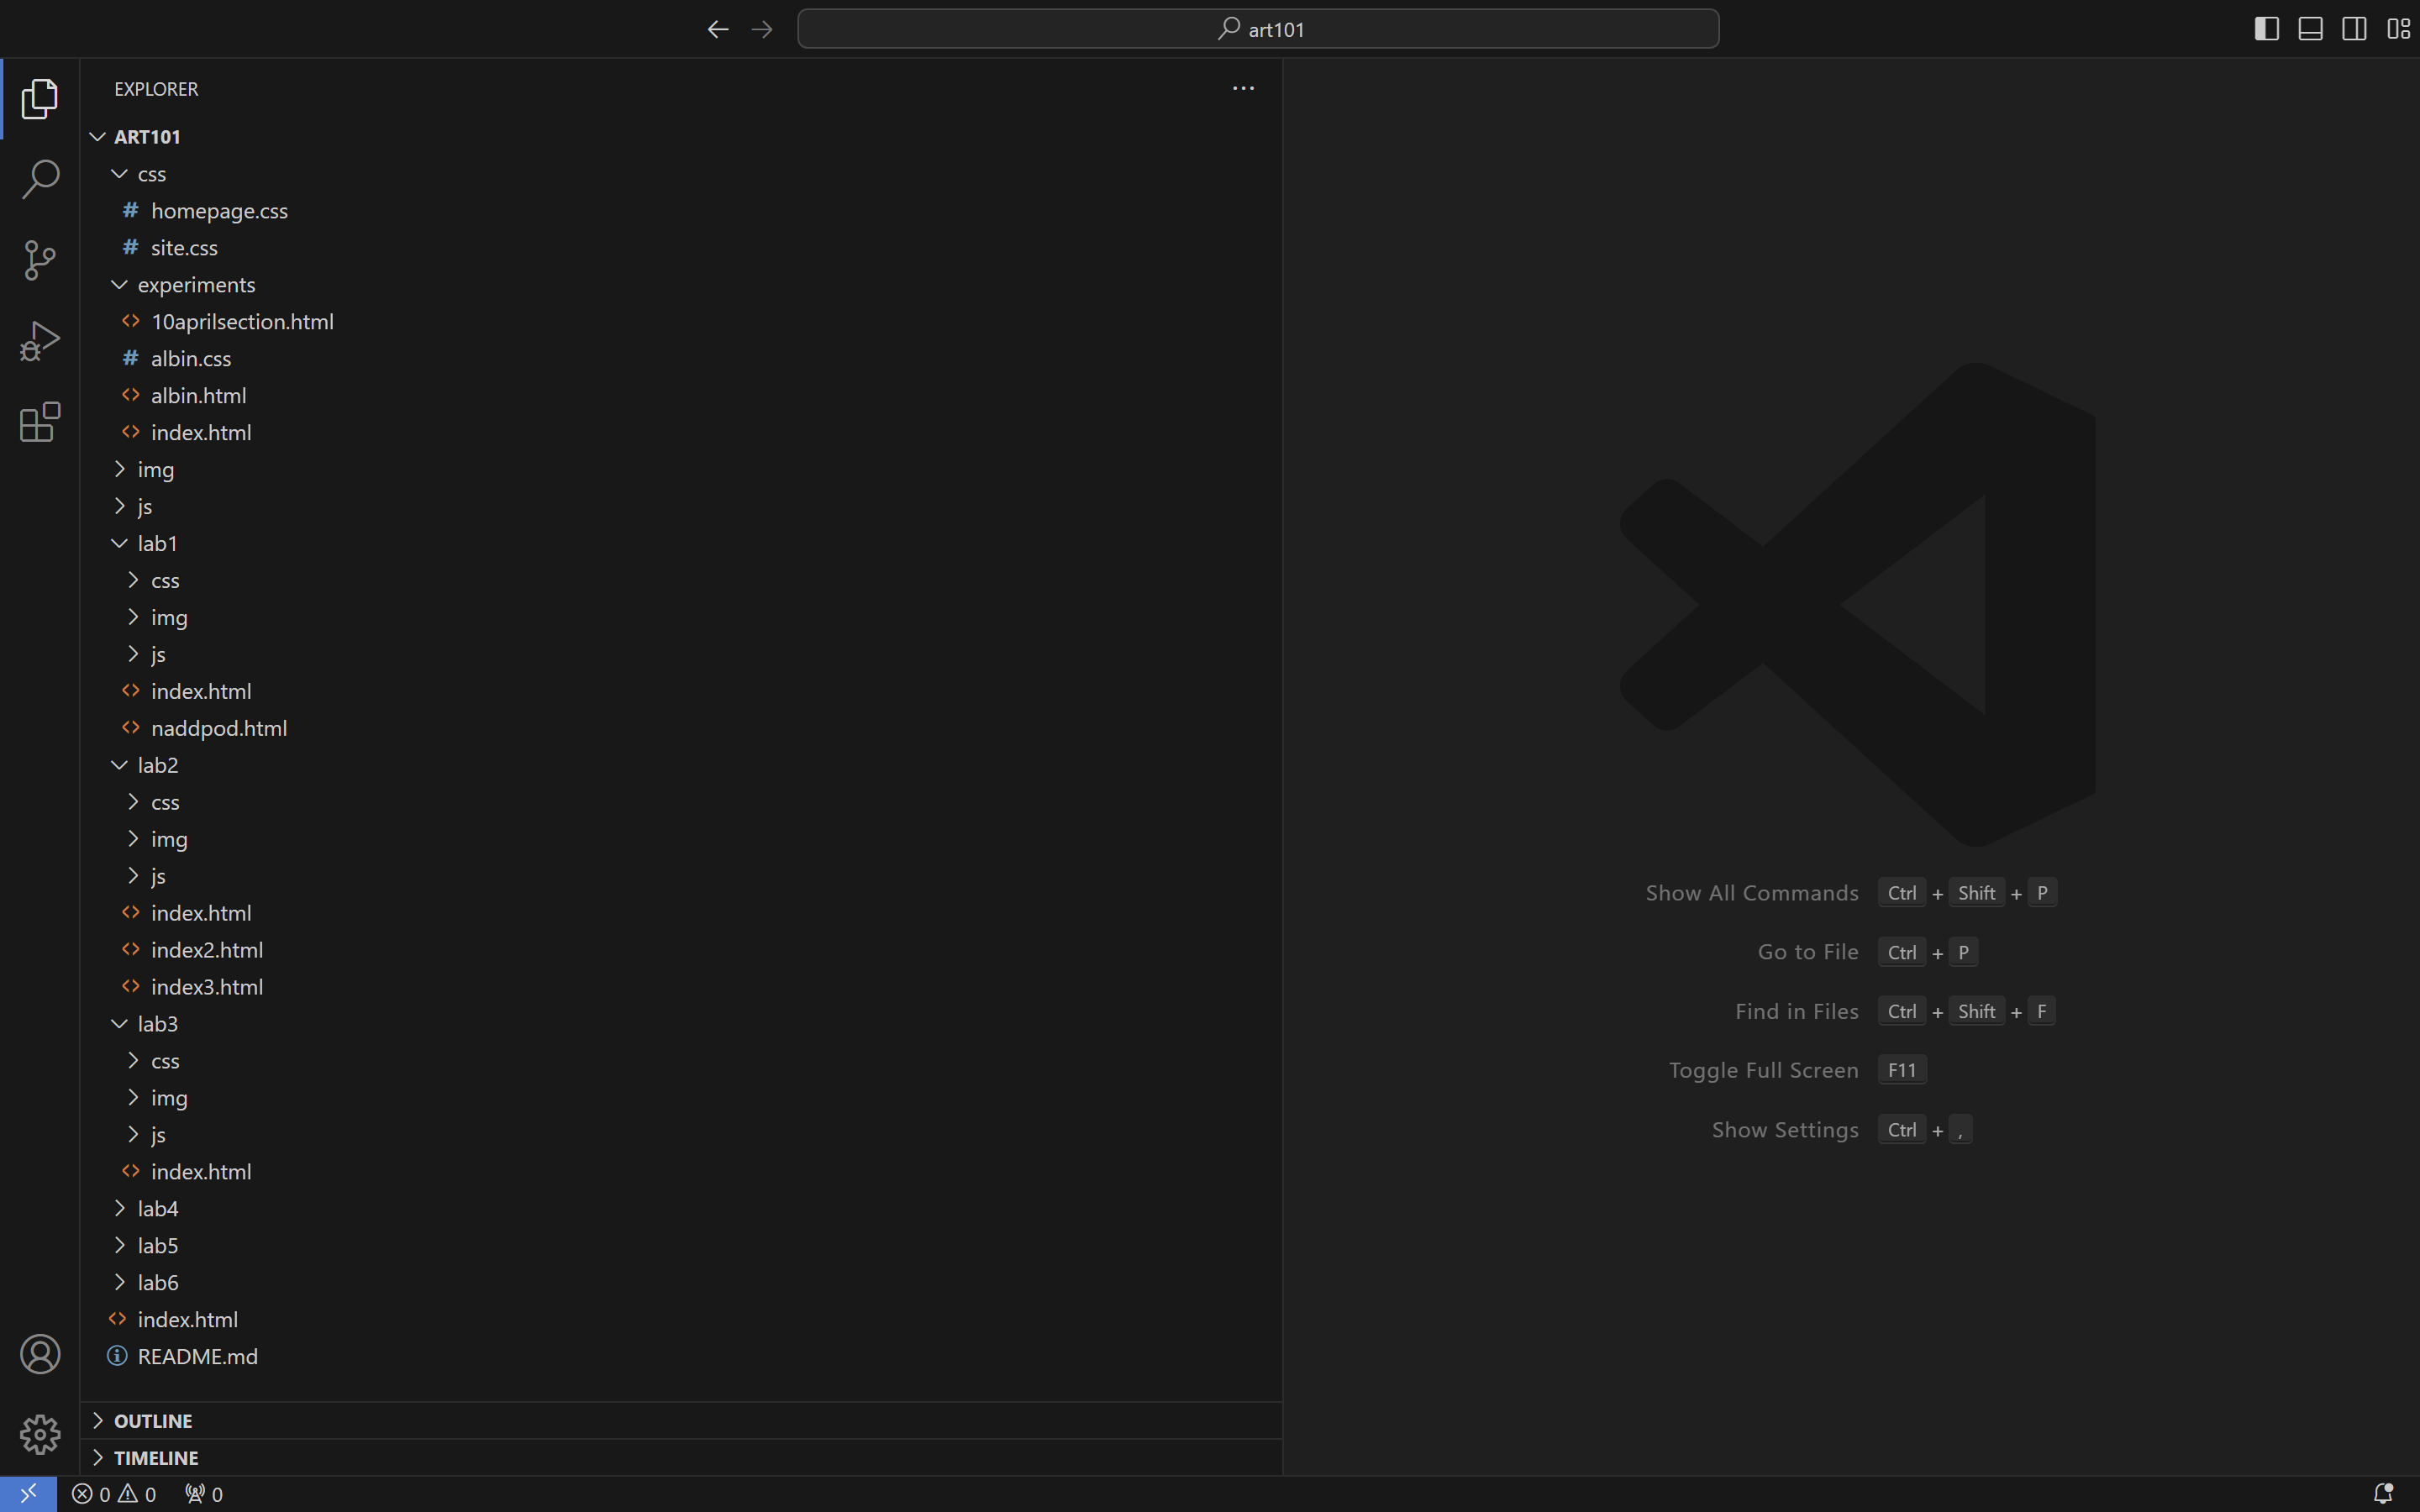 art101
EXPLORER
ART101
css
# homepage.css
# site.css
experiments
<> 10aprilsection.html
# albin.css
<> albin.html
<> index.html
img
js
lab1
css
img
js
<> index.html
<> naddpod.html
lab2
css
img
js
<> index.html
<> index2.html
<> index3.html
lab3
css
img
js
<> index.html
lab4
lab5
lab6
<> index.html
README.md
OUTLINE
TIMELINE
0 0 0
Show All Commands Ctrl + Shift + P
Go to File Ctrl + P
Find in Files Ctrl + Shift + F
Toggle Full Screen F11
Show Settings Ctrl + ,